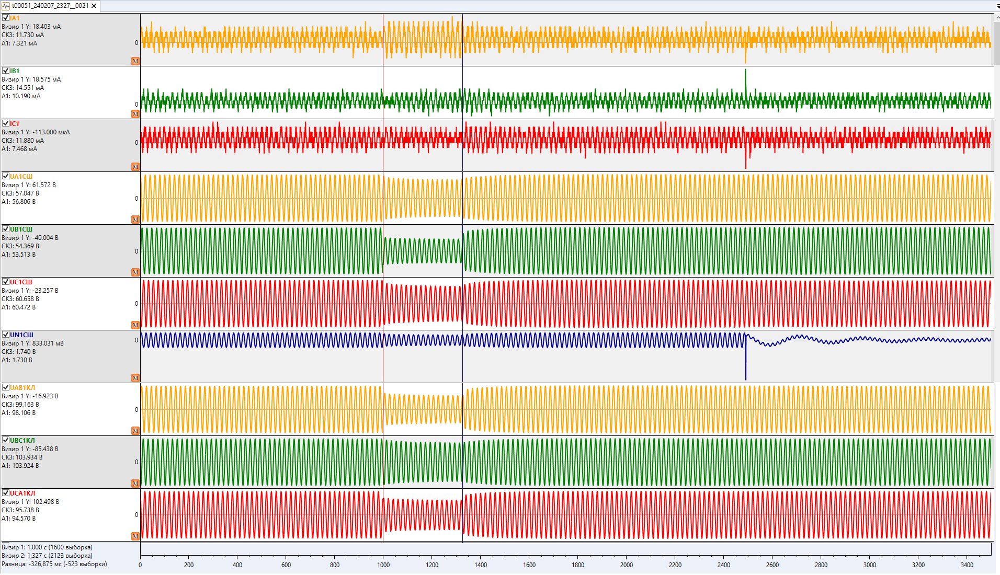 t00051_240207_2327__0021
IA1
Визир 1 Y: 18.403 мА
СКЗ: 11.730 мА
A1: 7.321 мА
0
M
IB1
Визир 1 Y: 18.575 мА
СКЗ: 14.551 мА
A1: 10.190 мА
0
M
IC1
Визир 1 Y: -113.000 мкА
СКЗ: 11.880 мА
A1: 7.468 мА
0
M
UA1СШ
Визир 1 Y: 61.572 В
СКЗ: 57.047 В
A1: 56.806 В
0
M
UB1СШ
Визир 1 Y: -40.004 В
СКЗ: 54.369 В
A1: 53.513 В
0
M
UC1СШ
Визир 1 Y: -23.257 В
СКЗ: 60.658 В
A1: 60.472 В
0
M
UN1СШ
Визир 1 Y: 833.031 мВ
СКЗ: 1.740 В
A1: 1.730 В
0
M
UAB1КЛ
Визир 1 Y: -16.923 В
СКЗ: 99.163 В
A1: 98.106 В
0
M
UBC1КЛ
Визир 1 Y: -85.438 В
СКЗ: 103.934 В
A1: 103.924 В
0
M
UCA1КЛ
Визир 1 Y: 102.498 В
СКЗ: 95.738 В
A1: 94.570 В
0
M
Визир 1: 1,000 с (1600 выборка)
Визир 2: 1,327 с (2123 выборка)
Разница: -326,875 мс (-523 выборки)
0 200 400 600 800 1000 1200 1400 1600 1800 2000 2200 2400 2600 2800 3000 3200 3400